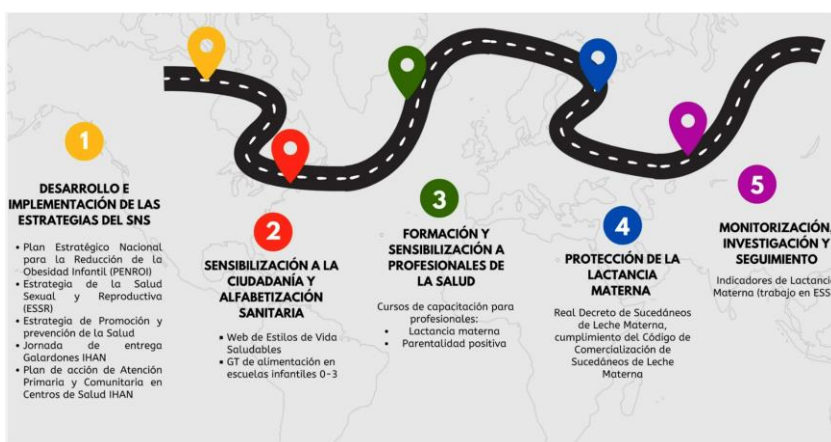 1
DESARROLLO E
IMPLEMENTACIÓN DE LAS
ESTRATEGIAS DEL SNS
• Plan Estratégico Nacional
para la Reducción de la
Obesidad Infantil (PENROI)
• Estrategia de la Salud
Sexual y Reproductiva
(ESSR)
• Estrategia de Promoción y
prevención de la Salud
• Jornada de entrega
Galardones IHAN
• Plan de acción de Atención
Primaria y Comunitaria en
Centros de Salud IHAN
2
SENSIBILIZACIÓN A LA
CIUDADANÍA Y
ALFABETIZACIÓN
SANITARIA
▪ Web de Estilos de Vida
Saludables
▪ GT de alimentación en
escuelas infantiles 0-3
3
FORMACIÓN Y
SENSIBILIZACIÓN A
PROFESIONALES DE
LA SALUD
Cursos de capacitación para
profesionales:
• Lactancia materna
• Parentalidad positiva
4
PROTECCIÓN DE LA
LACTANCIA
MATERNA
Real Decreto de Sucedáneos
de Leche Materna,
cumplimiento del Código de
Comercialización de
Sucedáneos de Leche
Materna
5
MONITORIZACIÓN,
INVESTIGACIÓN Y
SEGUIMIENTO
Indicadores de Lactanci
Materna (trabajo en ESS